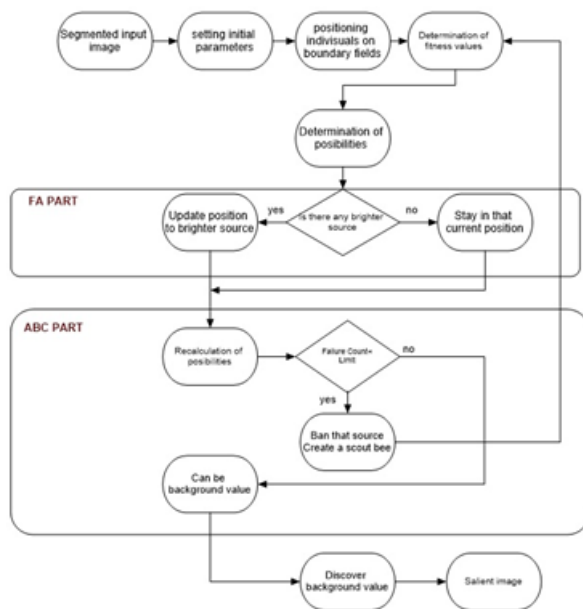 Segmented input
image
setting initial
parameters
positioning
indivisuals on
boundary fields
Determination of
fitness values
Determination of
posibilities
FA PART
Update position
to brighter source
yes
Is there any brighter
source
no
Stay in that
current position
ABC PART
Recalculation of
posibilities
Failure Count=
Limit
no
yes
Ban that source
Create a scout bee
Can be
background value
Discover
background value
Salient image